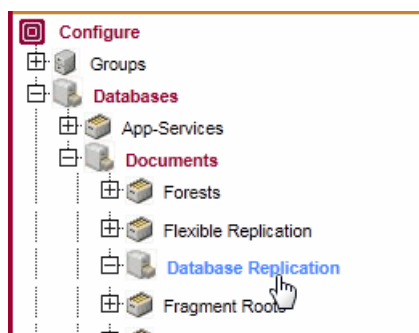 Configure
Groups
Databases
App-Services
Documents
Forests
Flexible Replication
Database Replication
Fragment Roots